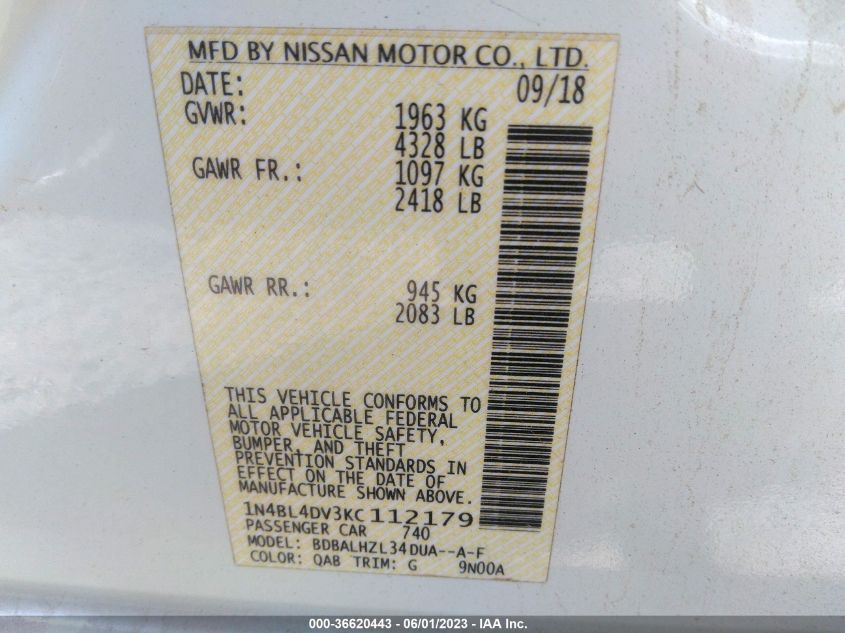 MFD BY NISSAN MOTOR CO., LTD.
DATE: 09/18
GVWR: 1963 KG
4328 LB
GAWR FR.: 1097 KG
2418 LB
GAWR RR.: 945 KG
2083 LB
THIS VEHICLE CONFORMS TO
ALL APPLICABLE FEDERAL
MOTOR VEHICLE SAFETY,
BUMPER, AND THEFT
PREVENTION STANDARDS IN
EFFECT ON THE DATE OF
MANUFACTURE SHOWN ABOVE.
1N4BL4DV3KC112179
PASSENGER CAR 740
MODEL: BDBALHZL34DUA--A-F
COLOR: QAB TRIM: G 9N00A
000-36620443 - 06/01/2023 - IAA Inc.